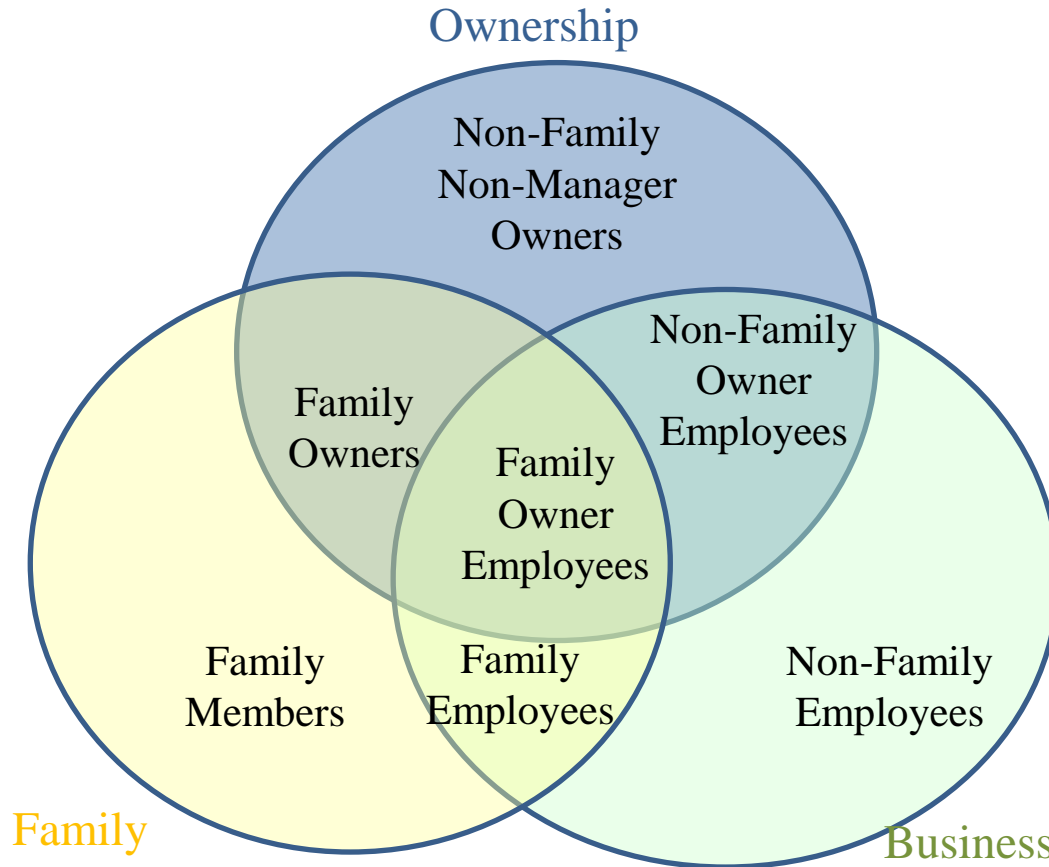 Ownership
Non-Family
Non-Manager
Owners
Non-Family
Owner
Employees
Family
Owners
Family
Owner
Employees
Family
Members
Family
Employees
Non-Family
Employees
Family
Business